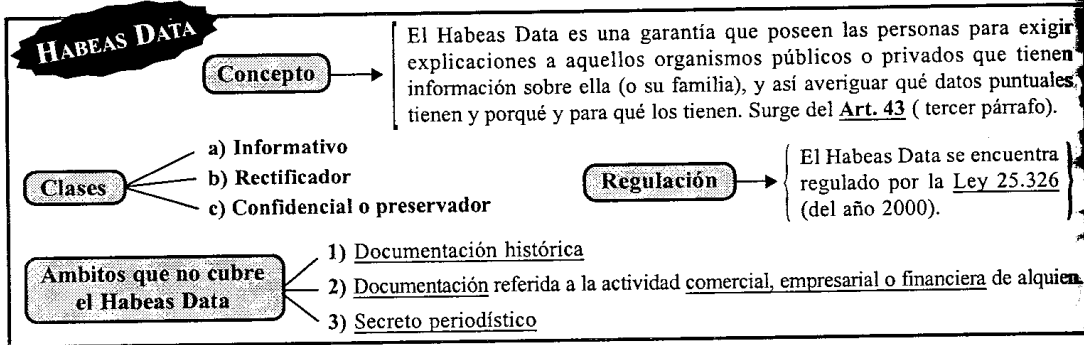 HABEAS DATA
Concepto
El Habeas Data es una garantía que poseen las personas para exigir
explicaciones a aquellos organismos públicos o privados que tienen
información sobre ella (o su familia), y así averiguar qué datos puntuales
tienen y porqué y para qué los tienen. Surge del Art. 43 ( tercer párrafo).
Clases
a) Informativo
b) Rectificador
c) Confidencial o preservador
Regulación
El Habeas Data se encuentra
regulado por la Ley 25.326
(del año 2000).
Ambitos que no cubre
el Habeas Data
1) Documentación histórica
2) Documentación referida a la actividad comercial, empresarial o financiera de alquien.
3) Secreto periodístico